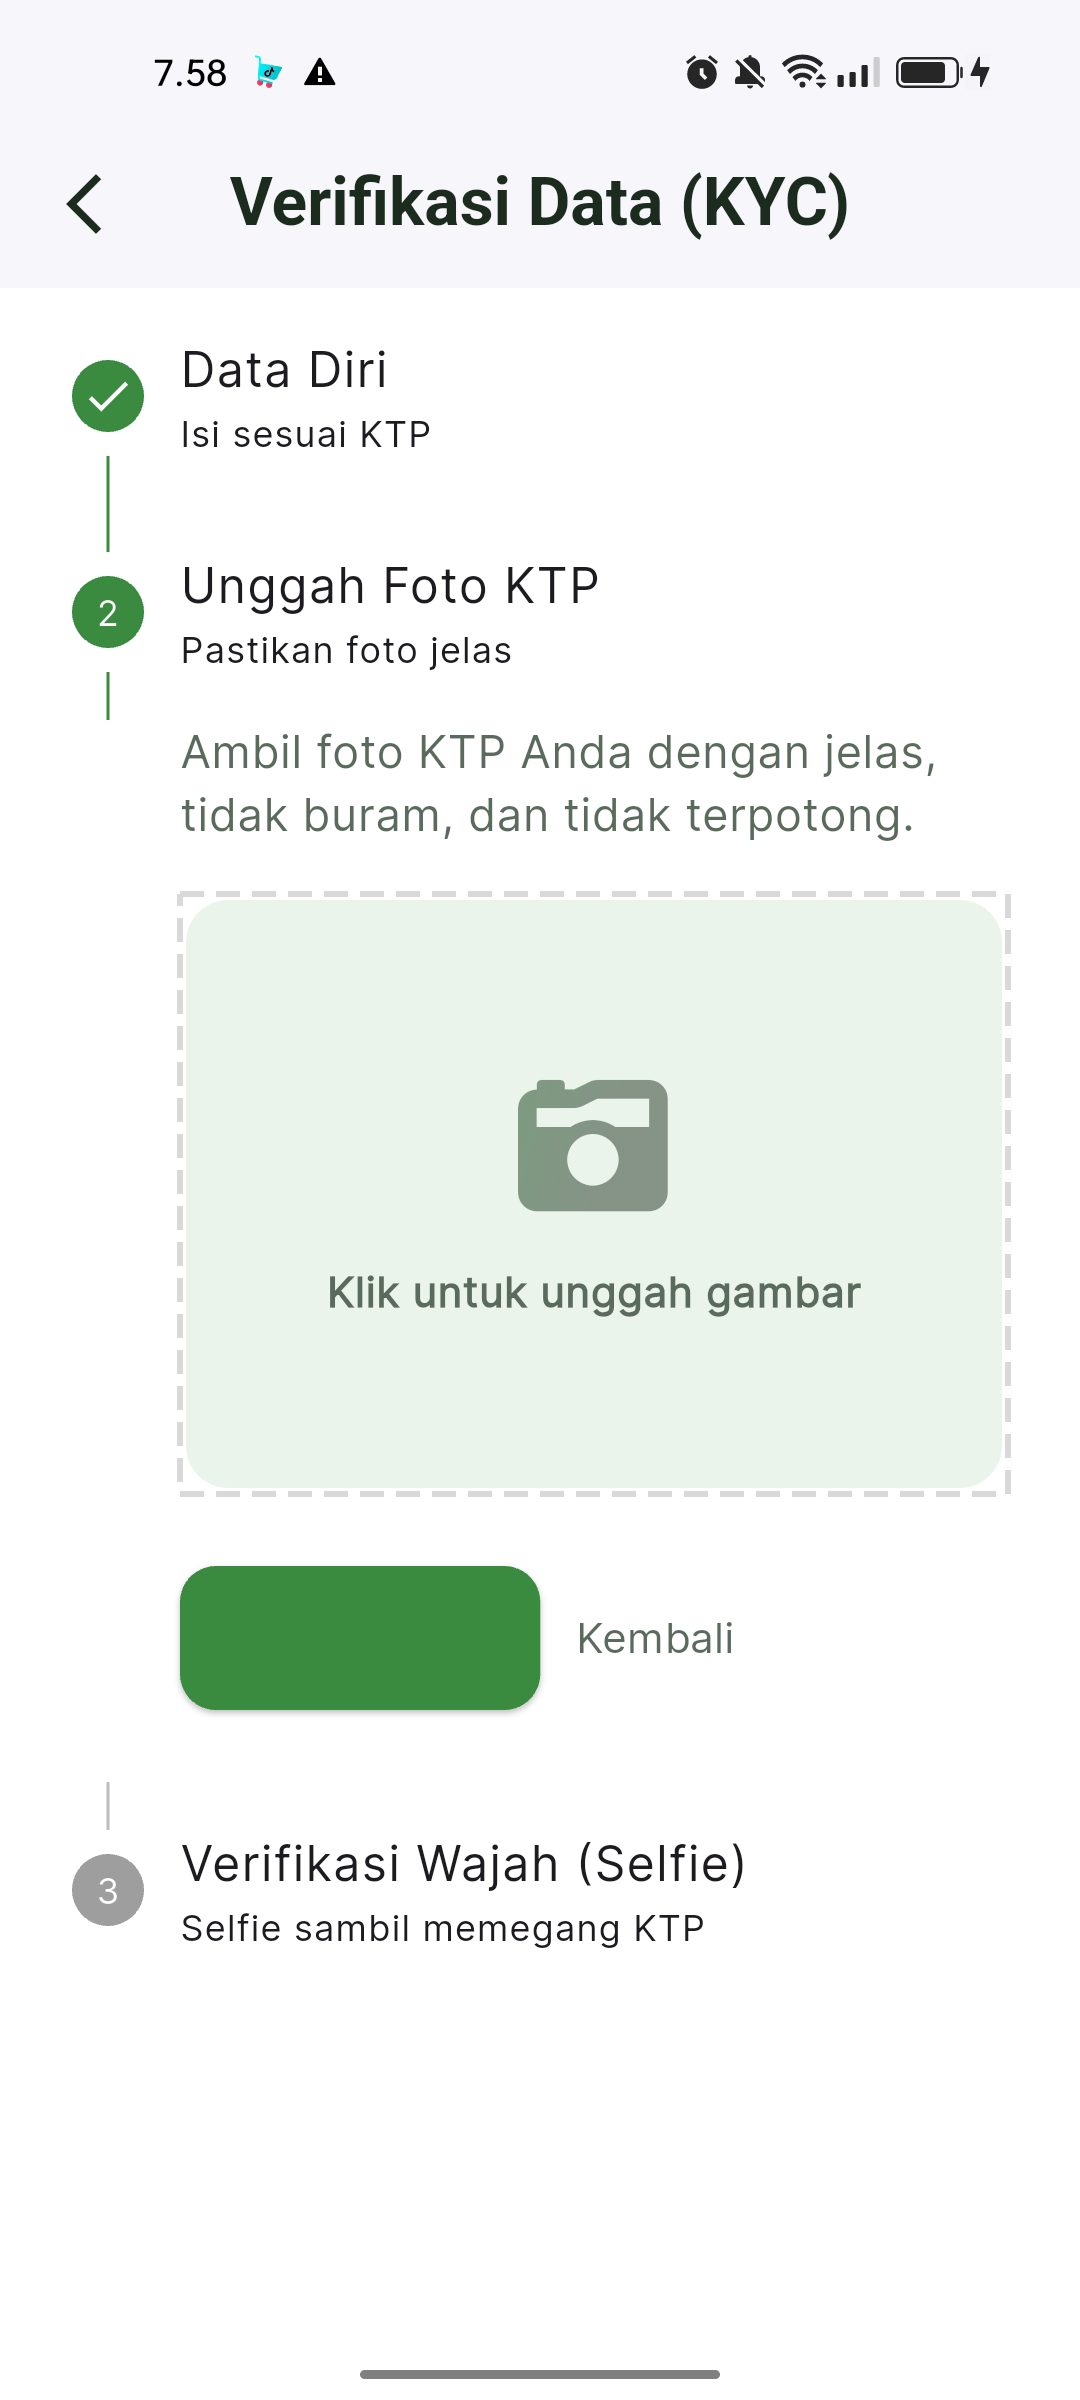 7.58
Verifikasi Data (KYC)
Data Diri
Isi sesuai KTP
2
Unggah Foto KTP
Pastikan foto jelas
Ambil foto KTP Anda dengan jelas,
tidak buram, dan tidak terpotong.
Klik untuk unggah gambar
Kembali
3
Verifikasi Wajah (Selfie)
Selfie sambil memegang KTP